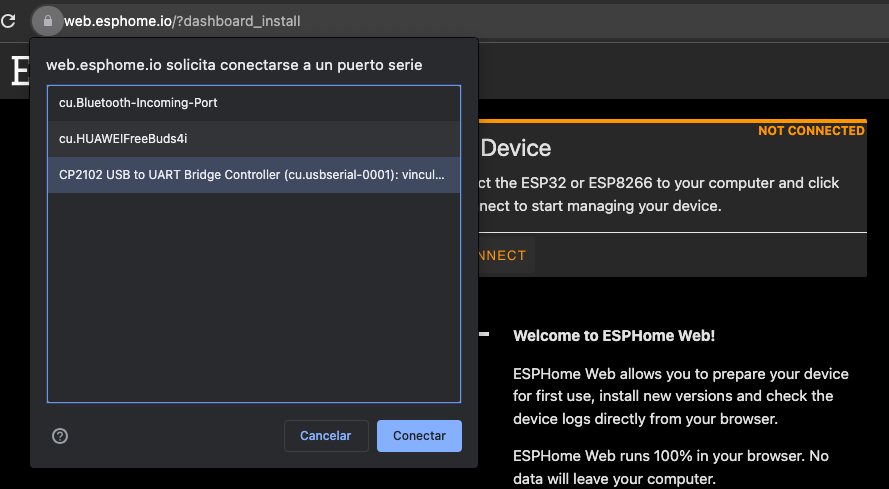 web.esphome.io/?dashboard_install
web.esphome.io solicita conectarse a un puerto serie
cu.Bluetooth-Incoming-Port
cu.HUAWEIFreeBuds4i
CP2102 USB to UART Bridge Controller (cu.usbserial-0001): vincul...
Cancelar
Conectar
E
NOT CONNECTED
Device
ct the ESP32 or ESP8266 to your computer and click
nnect to start managing your device.
NNECT
Welcome to ESPHome Web!
ESPHome Web allows you to prepare your device
for first use, install new versions and check the
device logs directly from your browser.
ESPHome Web runs 100% in your browser. No
data will leave your computer.